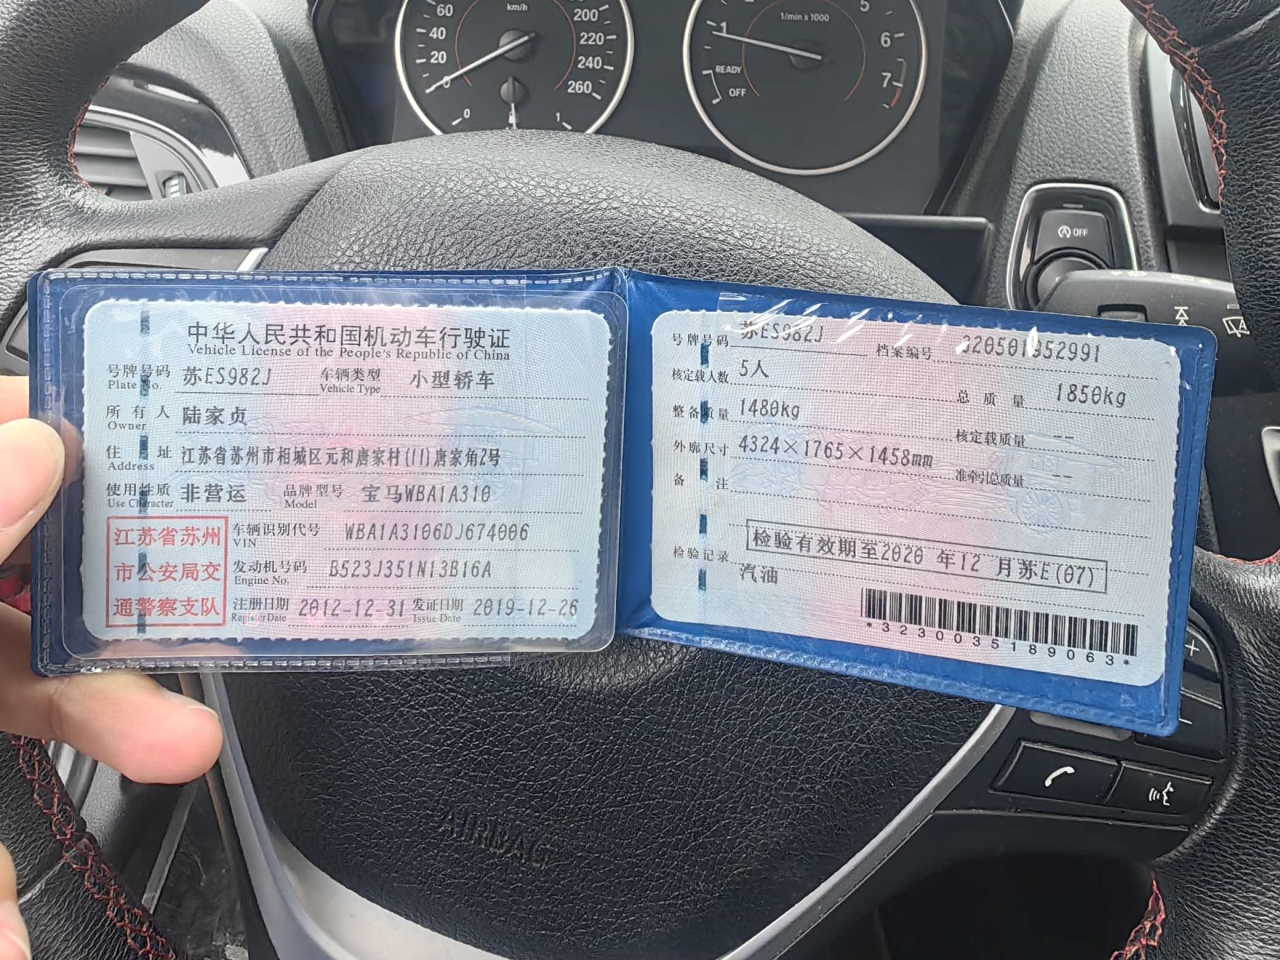 60
40
20
0
km/h
200
220
240
260
0
1
1/min x 1000
1
5
6
7
READY
OFF
OFF
中华人民共和国机动车行驶证
Vehicle License of the People's Republic of China
号牌号码 苏ES982J 车辆类型 小型轿车
Plate No. Vehicle Type
所有人 陆家贞
Owner
住址 江苏省苏州市相城区元和唐家村(11)唐家角2号
Address
使用性质 非营运 品牌型号 宝马WBA1A310
Use Character Model
江苏省苏州
市公安局交
通警察支队
车辆识别代号 WBA1A3106DJ674006
VIN
发动机号码 B523J351N13B16A
Engine No.
注册日期 2012-12-31 发证日期 2019-12-26
Register Date Issue Date
号牌号码 苏ES982J 档案编号 320501952991
核定载人数 5人 总质量 1850kg
整备质量 1480kg 核定载质量 --
外廓尺寸 4324×1765×1458mm 准牵引总质量 --
备注
检验有效期至2020年12月苏E(07)
检验记录
汽油
*3230035189063*
AIRBAG
+
-